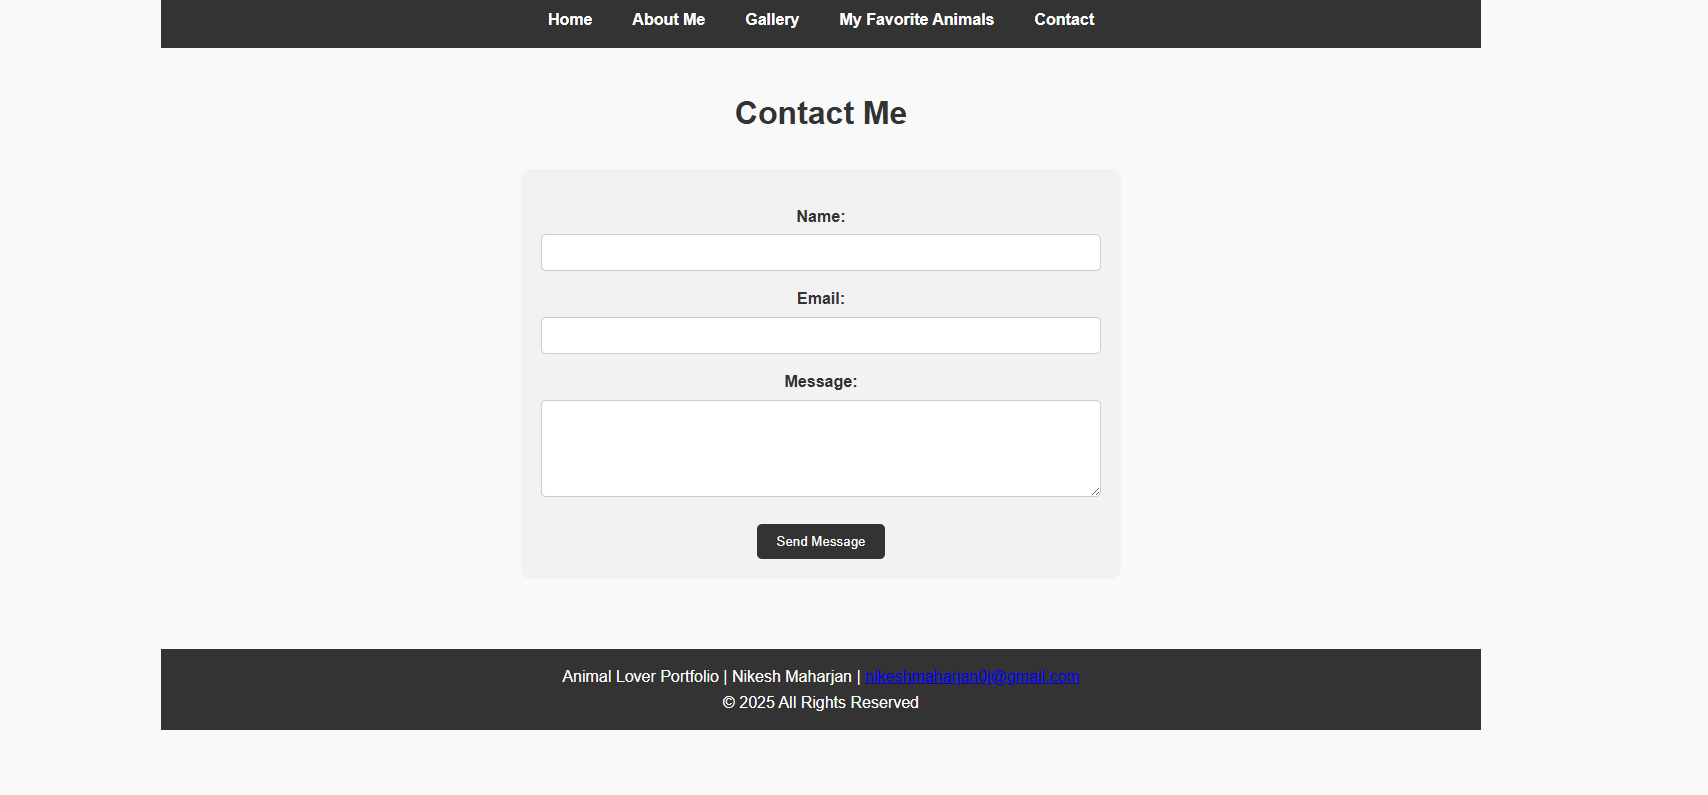 Home About Me Gallery My Favorite Animals Contact
Contact Me
Name:
Email:
Message:
Send Message
Animal Lover Portfolio | Nikesh Maharjan | nikeshmaharjan0j@gmail.com
© 2025 All Rights Reserved